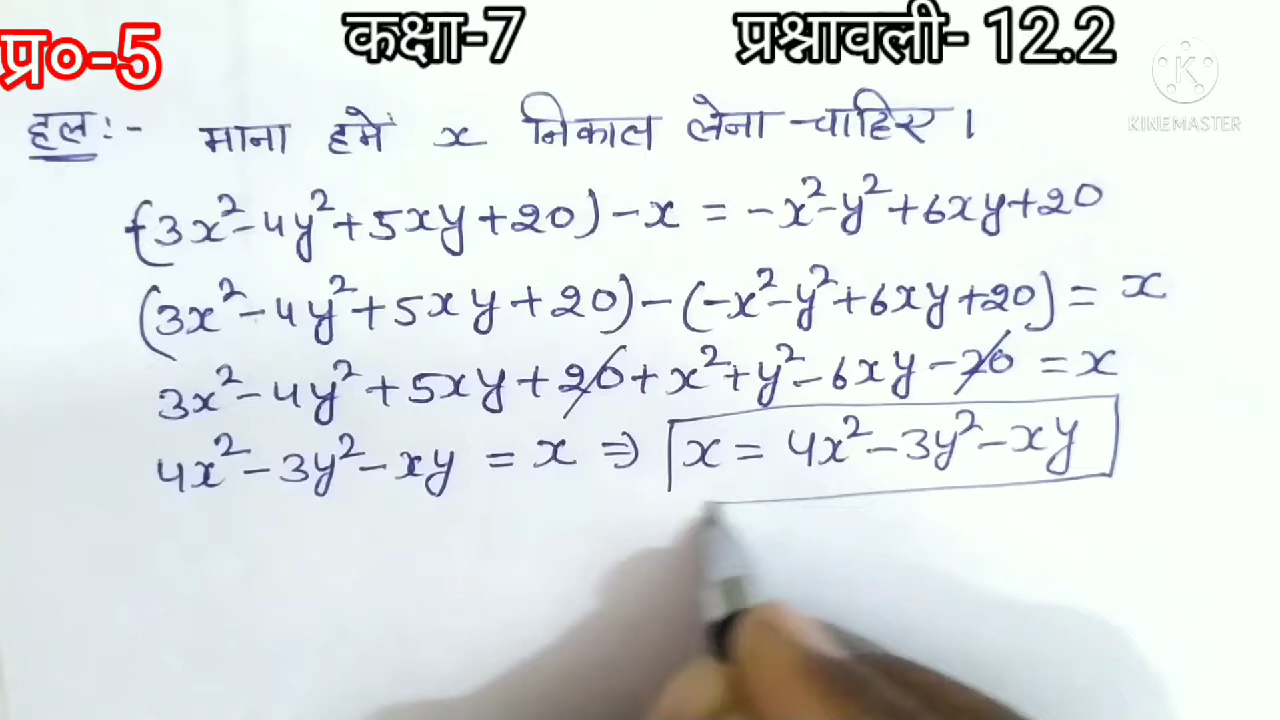 प्र०-5 कक्षा-7 प्रश्नावली- 12.2
KINEMASTER
हल:- माना हमें x निकाल लेना चाहिए।
(3x²-4y²+5xy+20)-x = -x²-y²+6xy+20
(3x²-4y²+5xy+20)-(-x²-y²+6xy+20) = x
3x²-4y²+5xy+20+x²+y²-6xy-20 = x
4x²-3y²-xy = x ⇒ x = 4x²-3y²-xy